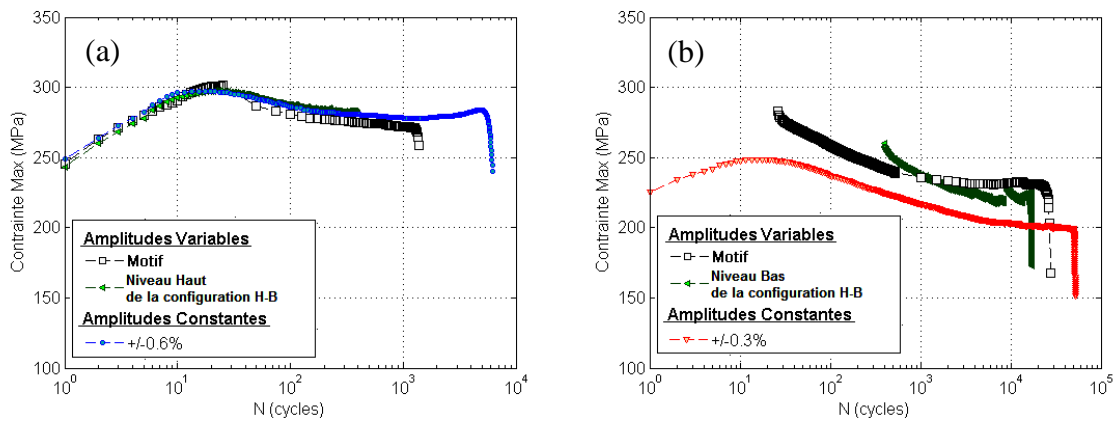 (a)
Contrainte Max (MPa)
350
300
250
200
150
100
Amplitudes Variables
Motif
Niveau Haut
de la configuration H-B
Amplitudes Constantes
+/-0.6%
10^0
10^1
10^2
10^3
10^4
N (cycles)
(b)
Contrainte Max (MPa)
350
300
250
200
150
100
Amplitudes Variables
Motif
Niveau Bas
de la configuration H-B
Amplitudes Constantes
+/-0.3%
10^0
10^1
10^2
10^3
10^4
10^5
N (cycles)